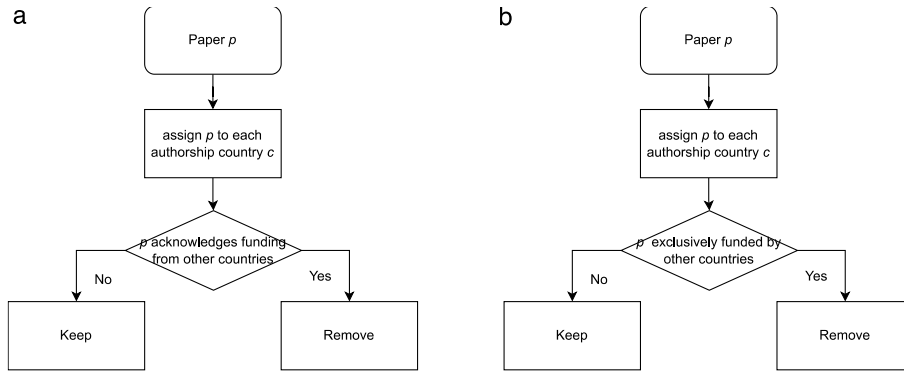 a
Paper p
assign p to each
authorship country c
p acknowledges funding
from other countries
No
Yes
Keep
Remove
b
Paper p
assign p to each
authorship country c
p exclusively funded by
other countries
No
Yes
Keep
Remove